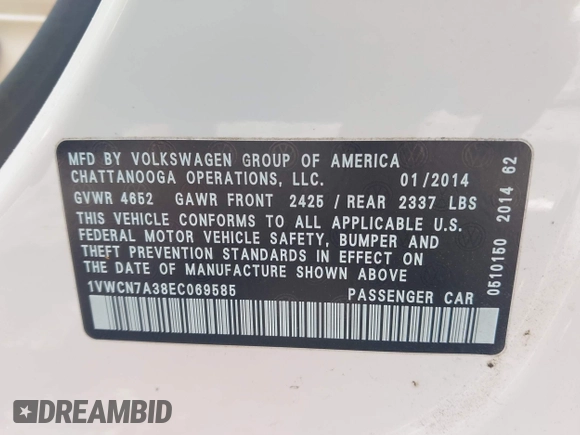 MFD BY VOLKSWAGEN GROUP OF AMERICA
CHATTANOOGA OPERATIONS, LLC. 01/2014
GVWR 4652 GAWR FRONT 2425 / REAR 2337 LBS
THIS VEHICLE CONFORMS TO ALL APPLICABLE U.S.
FEDERAL MOTOR VEHICLE SAFETY, BUMPER AND
THEFT PREVENTION STANDARDS IN EFFECT ON
THE DATE OF MANUFACTURE SHOWN ABOVE
1VWCN7A38EC069585 PASSENGER CAR
0510150 2014 62
DREAMBID